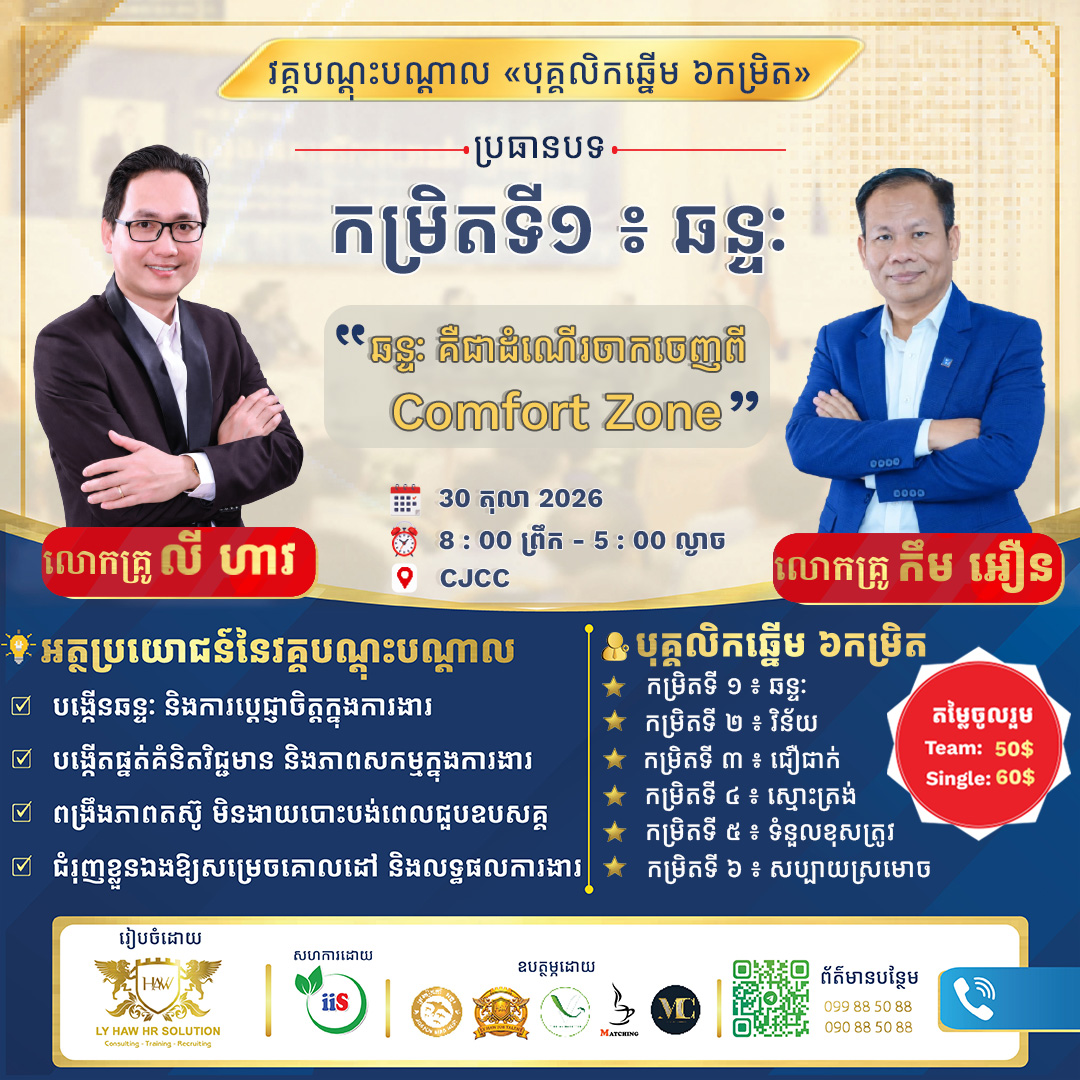 វគ្គបណ្តុះបណ្តាល «បុគ្គលិកឆ្នើម ៦កម្រិត»
ប្រធានបទ
កម្រិតទី១ ៖ ឆន្ទៈ
“ឆន្ទៈ គឺជាដំណើរចាកចេញពី
Comfort Zone”
30 តុលា 2026
8 : 00 ព្រឹក - 5 : 00 ល្ងាច
CJCC
លោកគ្រូ លី ហាវ
លោកគ្រូ កឹម អឿន
អត្ថប្រយោជន៍នៃវគ្គបណ្តុះបណ្តាល
បង្កើនឆន្ទៈ និងការប្តេជ្ញាចិត្តក្នុងការងារ
បង្កើតផ្នត់គំនិតវិជ្ជមាន និងភាពសកម្មក្នុងការងារ
ពង្រឹងភាពតស៊ូ មិនងាយបោះបង់ពេលជួបឧបសគ្គ
ជំរុញខ្លួនឯងឱ្យសម្រេចគោលដៅ និងលទ្ធផលការងារ
បុគ្គលិកឆ្នើម ៦កម្រិត
កម្រិតទី ១ ៖ ឆន្ទៈ
កម្រិតទី ២ ៖ វិន័យ
កម្រិតទី ៣ ៖ ជឿជាក់
កម្រិតទី ៤ ៖ ស្មោះត្រង់
កម្រិតទី ៥ ៖ ទំនួលខុសត្រូវ
កម្រិតទី ៦ ៖ សប្បាយស្រមោច
តម្លៃចូលរួម
Team: 50$
Single: 60$
រៀបចំដោយ
HAW
LY HAW HR SOLUTION
Consulting - Training - Recruiting
សហការដោយ
iiS
ឧបត្ថម្ភដោយ
LY HAW TOP TALENT
MATCHING
MC
ព័ត៌មានបន្ថែម
099 88 50 88
090 88 50 88